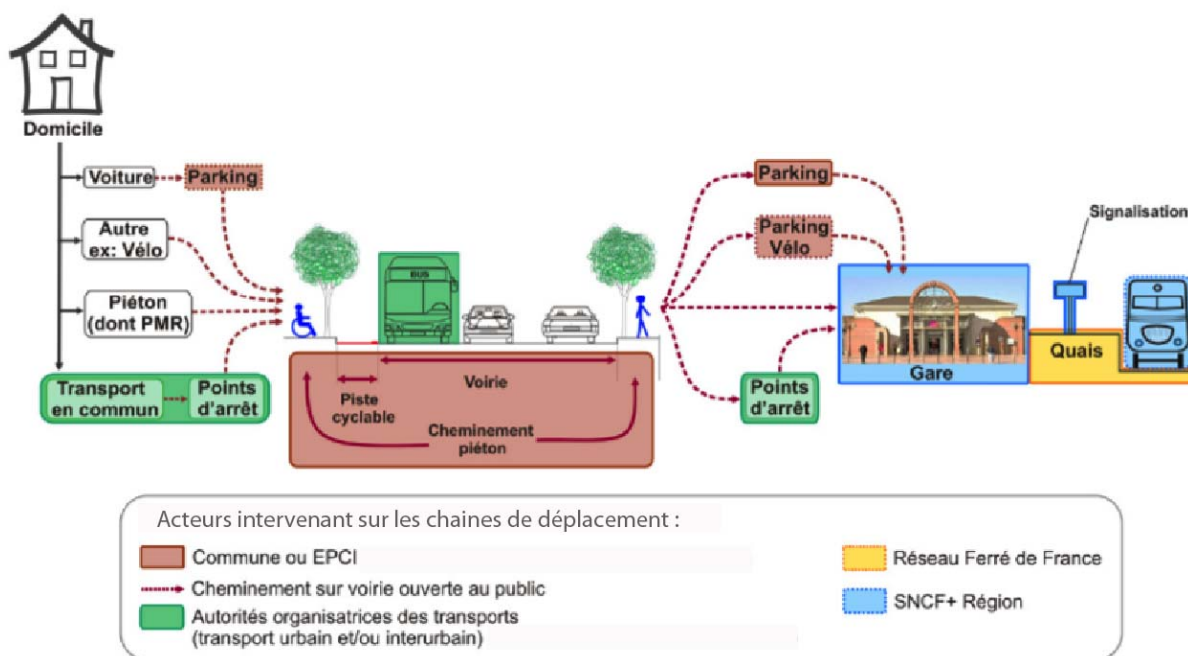 Domicile
Voiture
Parking
Autre
ex: Vélo
Piéton
(dont PMR)
Transport
en commun
Points
d'arrêt
BUS
Voirie
Piste
cyclable
Cheminement
piéton
Parking
Parking
Vélo
Points
d'arrêt
Gare
Signalisation
Quais
Acteurs intervenant sur les chaines de déplacement :
Commune ou EPCI
Cheminement sur voirie ouverte au public
Autorités organisatrices des transports
(transport urbain et/ou interurbain)
Réseau Ferré de France
SNCF+ Région